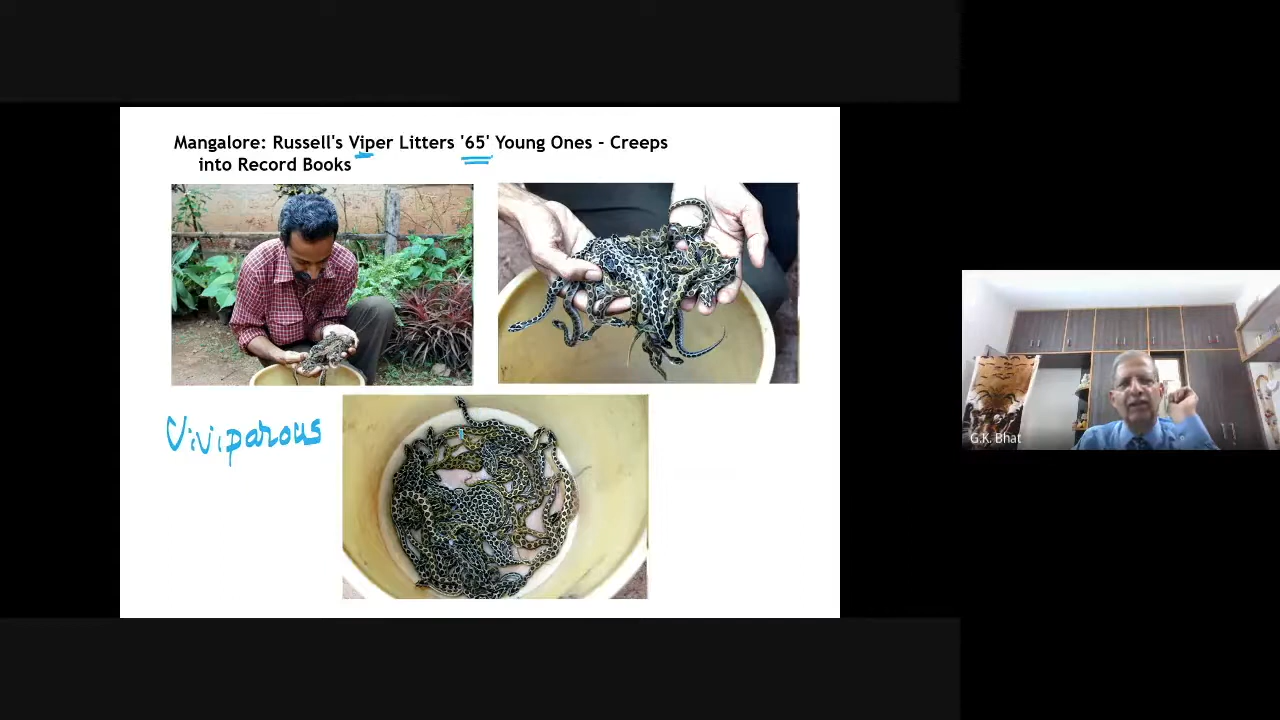 Mangalore: Russell's Viper Litters '65' Young Ones - Creeps
into Record Books
Viviparous
G.K. Bhat